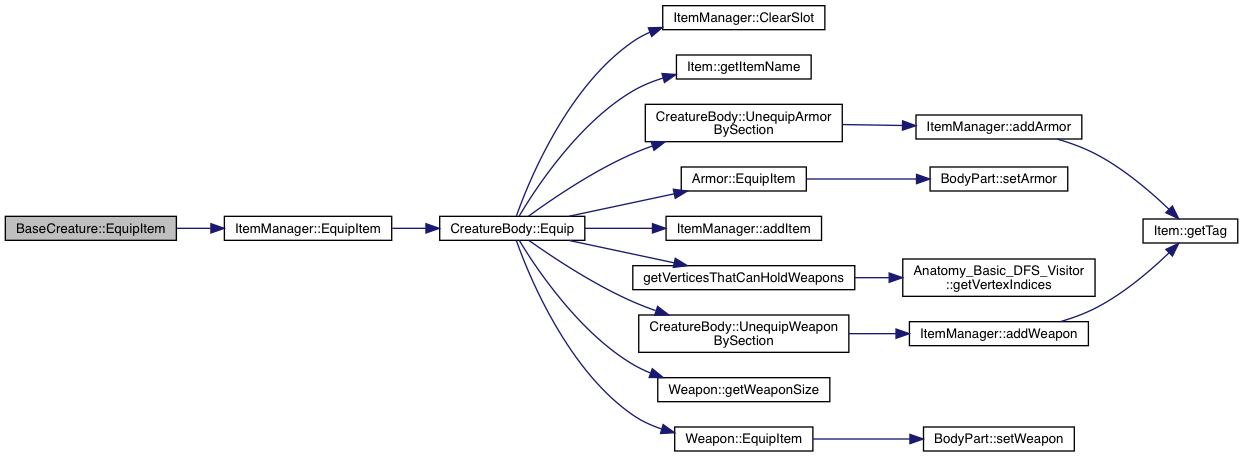 BaseCreature::EquipItem
ItemManager::EquipItem
CreatureBody::Equip
ItemManager::ClearSlot
Item::getItemName
CreatureBody::UnequipArmor
BySection
Armor::EquipItem
ItemManager::addItem
getVerticesThatCanHoldWeapons
CreatureBody::UnequipWeapon
BySection
Weapon::getWeaponSize
Weapon::EquipItem
ItemManager::addArmor
BodyPart::setArmor
Anatomy_Basic_DFS_Visitor
::getVertexIndices
ItemManager::addWeapon
BodyPart::setWeapon
Item::getTag